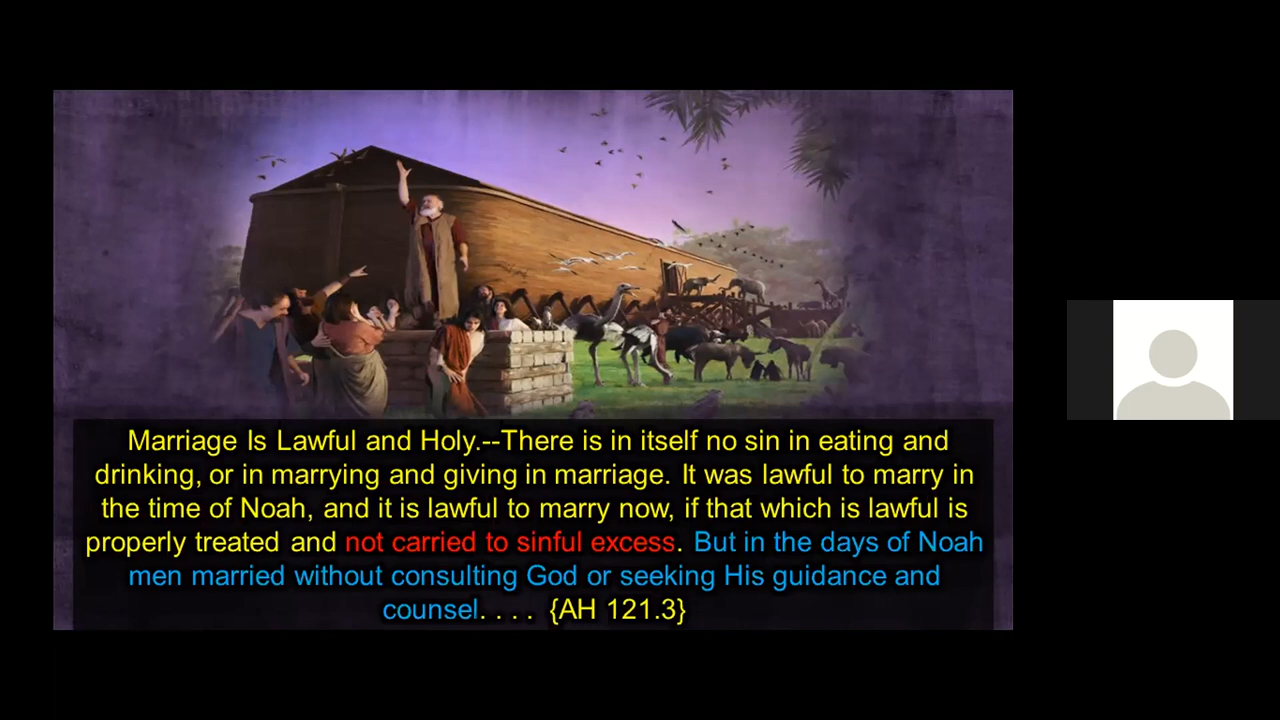 Marriage Is Lawful and Holy.--There is in itself no sin in eating and
drinking, or in marrying and giving in marriage. It was lawful to marry in
the time of Noah, and it is lawful to marry now, if that which is lawful is
properly treated and not carried to sinful excess. But in the days of Noah
men married without consulting God or seeking His guidance and
counsel. . . . {AH 121.3}